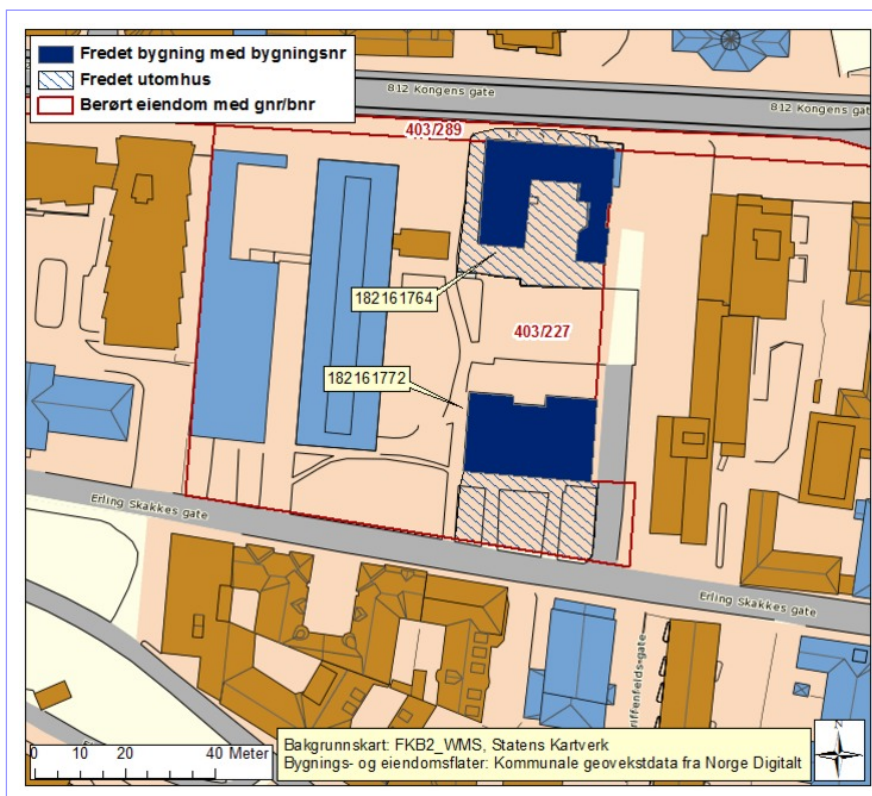 Fredet bygning med bygningsnr
Fredet utomhus
Berørt eiendom med gnr/bnr
812 Kongens gate
812 Kongens gat
403/289
182161764
403/227
182161772
Erling Skakkes gate
Erling Skakkes gate
riffenfelds-gate
0 10 20 40 Meter
Bakgrunnskart: FKB2_WMS, Statens Kartverk
Bygnings- og eiendomsflater: Kommunale geovekstdata fra Norge Digitalt
N